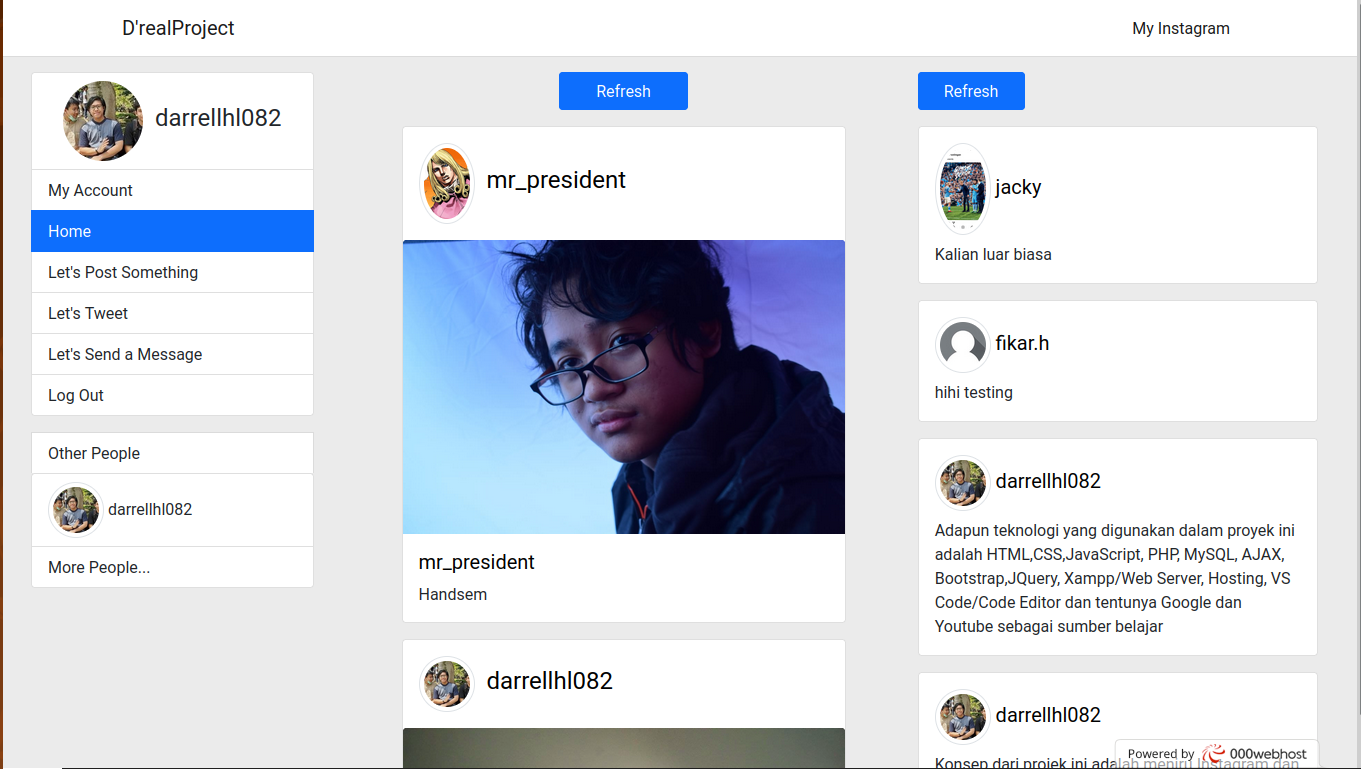 D'realProject
My Instagram
darrellhl082
My Account
Home
Let's Post Something
Let's Tweet
Let's Send a Message
Log Out
Other People
darrellhl082
More People...
Refresh
mr_president
mr_president
Handsem
darrellhl082
Refresh
jacky
Kalian luar biasa
fikar.h
hihi testing
darrellhl082
Adapun teknologi yang digunakan dalam proyek ini
adalah HTML,CSS,JavaScript, PHP, MySQL, AJAX,
Bootstrap,JQuery, Xampp/Web Server, Hosting, VS
Code/Code Editor dan tentunya Google dan
Youtube sebagai sumber belajar
darrellhl082
Konsep dari projek ini adalah meniru Instagram dan
Powered by 000webhost